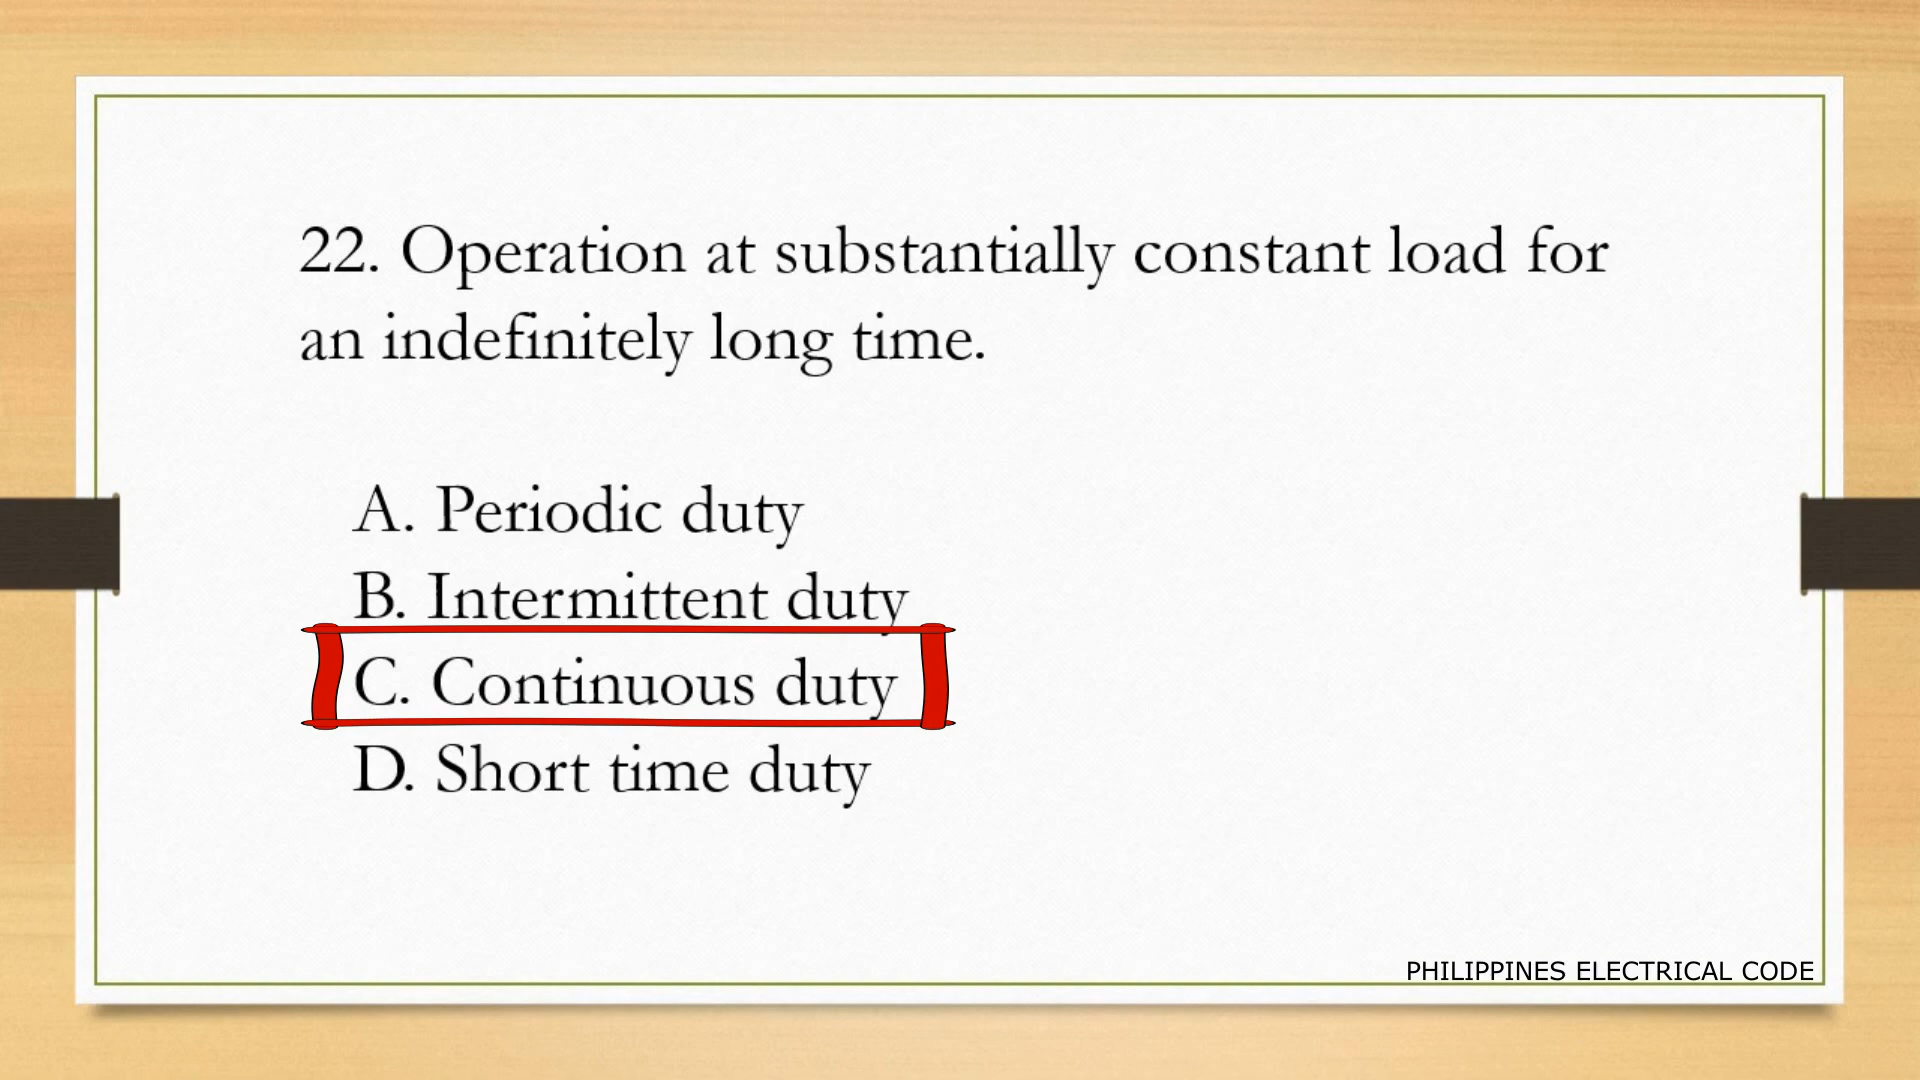 22. Operation at substantially constant load for
an indefinitely long time.
A. Periodic duty
B. Intermittent duty
C. Continuous duty
D. Short time duty
PHILIPPINES ELECTRICAL CODE